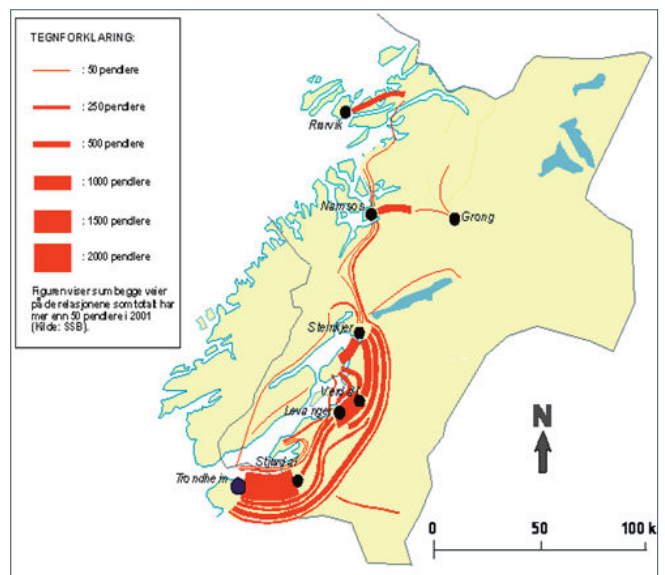 TEGNFORKLARING:
: 50 pendlere
: 250 pendlere
: 500 pendlere
: 1000 pendlere
: 1500 pendlere
: 2000 pendlere
Figuren viser sum begge veier
på de relasjonene som totalt har
mer enn 50 pendlere i 2001
(Kilde: SSB).
Rørvik
Namsos
Grong
Steinkjer
Levanger
Trondheim
N
0 50 100 k